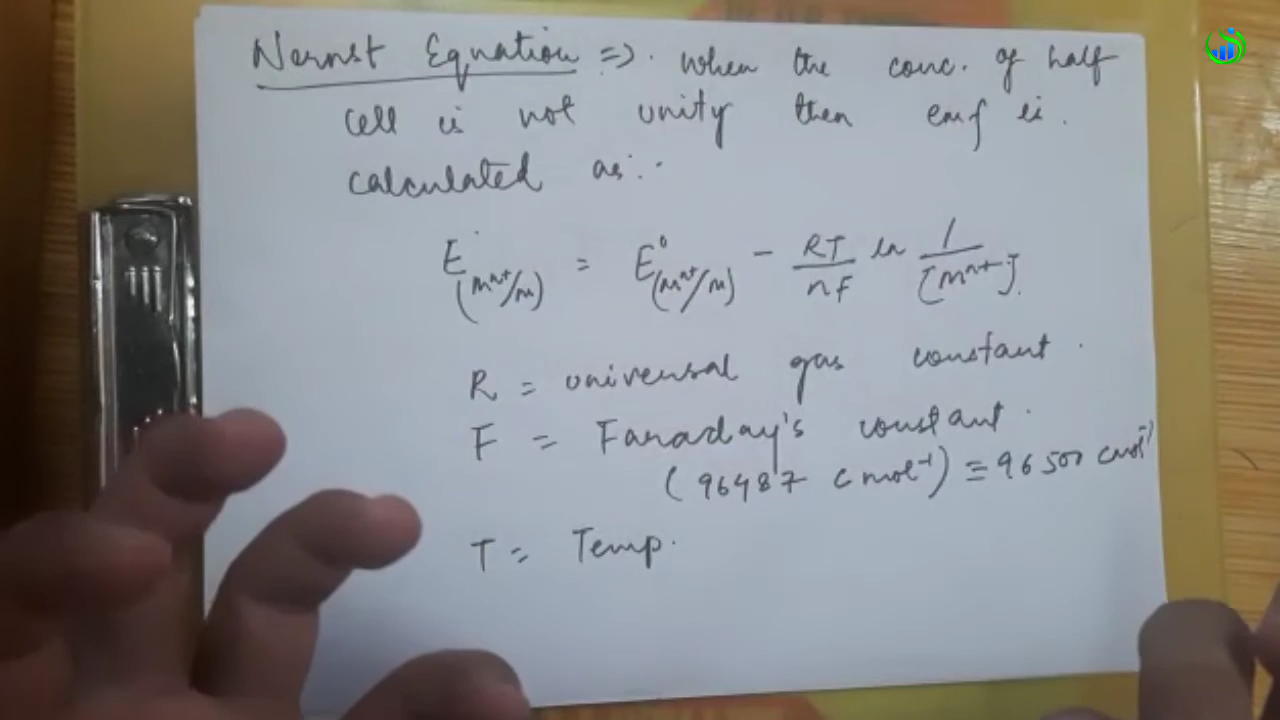 Nernst Equation ⇒. When the conc. of half
cell is not unity then emf is.
calculated as:-
E(Mⁿ⁺/M) = E⁰(Mⁿ⁺/M) - RT/nF ln 1/[Mⁿ⁺].
R = universal gas constant.
F = Faraday's constant.
(96487 C mol⁻¹) = 96500 C mol⁻¹
T = Temp.